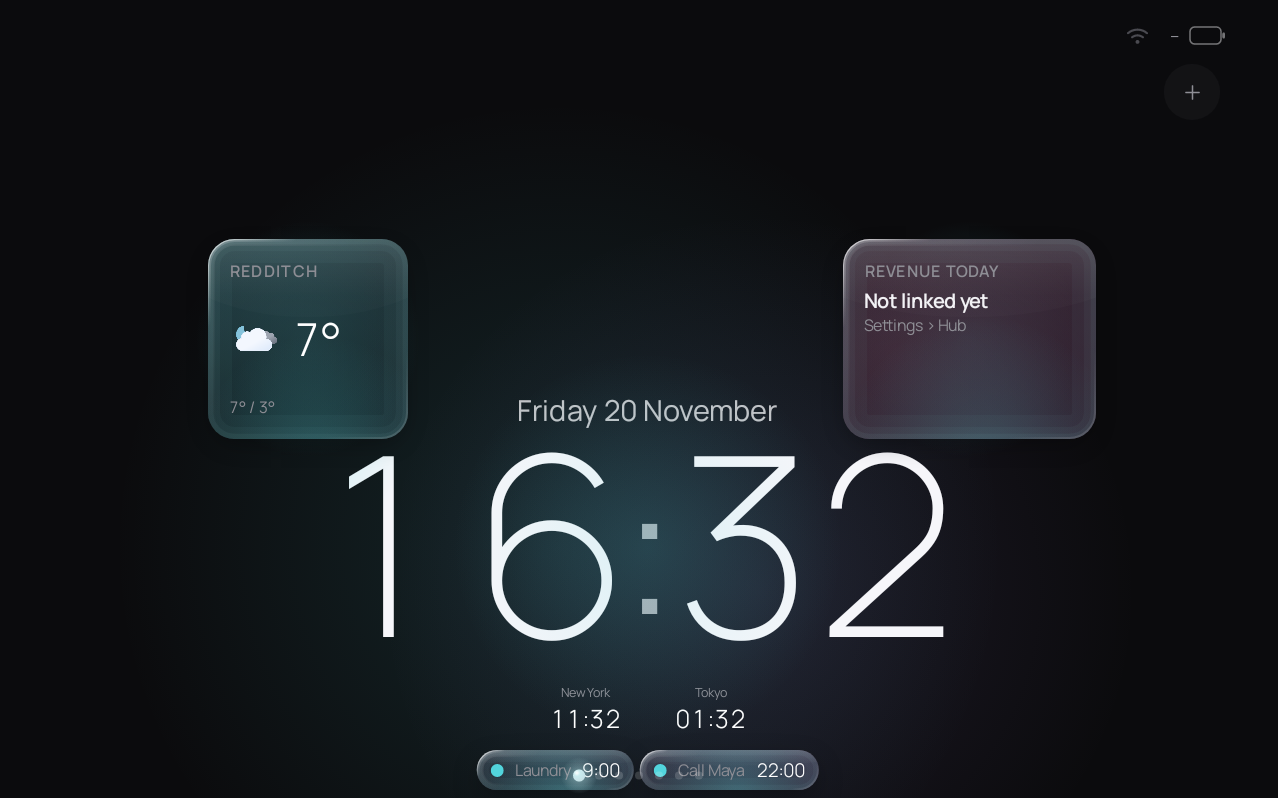 –
+
REDDITCH
7°
7° / 3°
REVENUE TODAY
Not linked yet
Settings › Hub
Friday 20 November
16:32
New York
11:32
Tokyo
01:32
Laundry 9:00
Call Maya 22:00